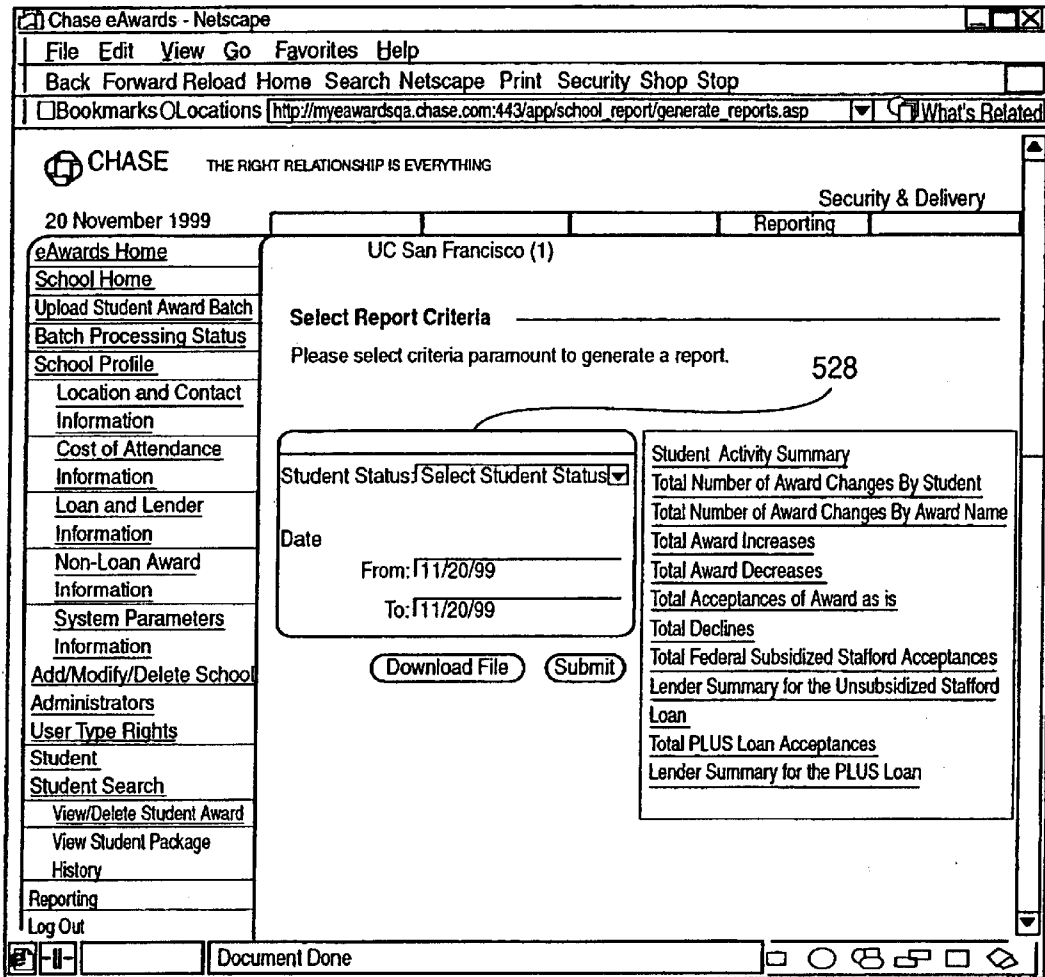 Chase eAwards - Netscape
File Edit View Go Favorites Help
Back Forward Reload Home Search Netscape Print Security Shop Stop
Bookmarks Locations http://myeawardsqa.chase.com:443/app/school_report/generate_reports.asp What's Related
CHASE THE RIGHT RELATIONSHIP IS EVERYTHING
Security & Delivery
20 November 1999 Reporting
eAwards Home
School Home
Upload Student Award Batch
Batch Processing Status
School Profile
Location and Contact
Information
Cost of Attendance
Information
Loan and Lender
Information
Non-Loan Award
Information
System Parameters
Information
Add/Modify/Delete School
Administrators
User Type Rights
Student
Student Search
View/Delete Student Award
View Student Package
History
Reporting
Log Out
UC San Francisco (1)
Select Report Criteria
Please select criteria paramount to generate a report.
528
Student Status: Select Student Status
Date
From: 11/20/99
To: 11/20/99
Download File Submit
Student Activity Summary
Total Number of Award Changes By Student
Total Number of Award Changes By Award Name
Total Award Increases
Total Award Decreases
Total Acceptances of Award as is
Total Declines
Total Federal Subsidized Stafford Acceptances
Lender Summary for the Unsubsidized Stafford
Loan
Total PLUS Loan Acceptances
Lender Summary for the PLUS Loan
Document Done